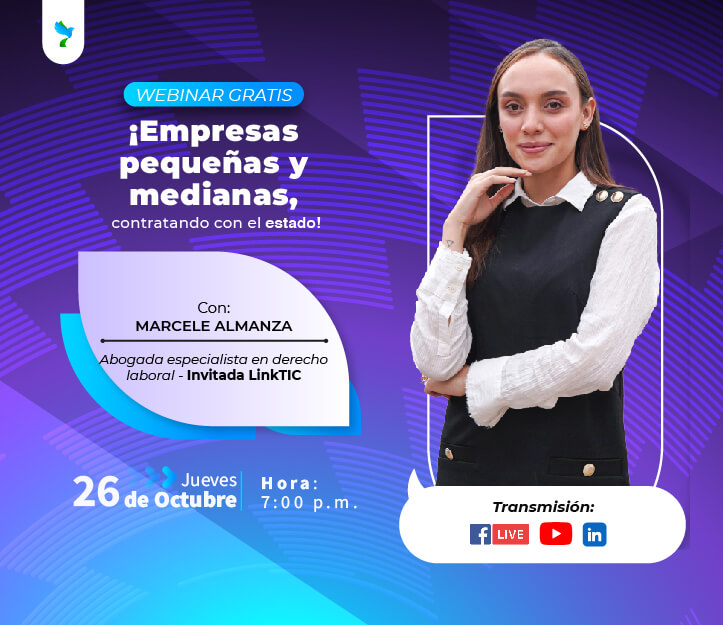 WEBINAR GRATIS
¡Empresas
pequeñas y
medianas,
contratando con el estado!
Con:
MARCELE ALMANZA
Abogada especialista en derecho
laboral - Invitada LinkTIC
26 Jueves
de Octubre
Hora:
7:00 p.m.
Transmisión:
f LIVE
in